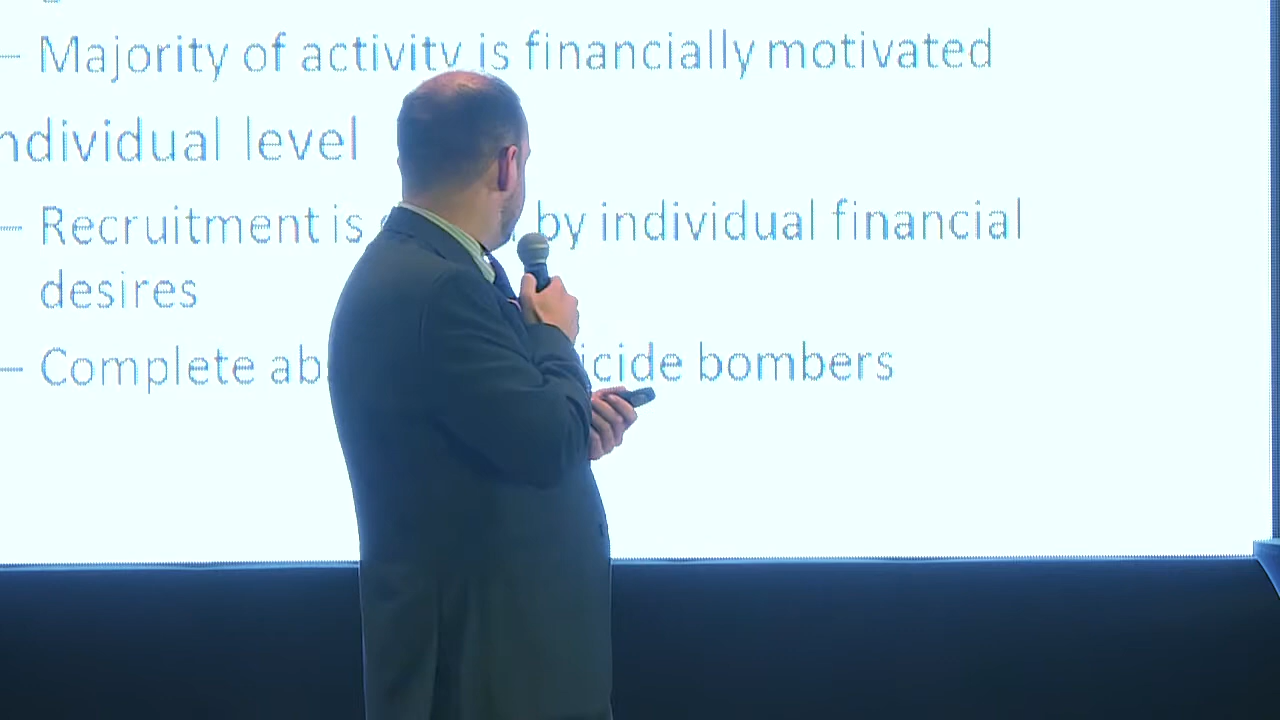 – Majority of activity is financially motivated
ndividual level
– Recruitment is by individual financial
desires
– Complete ab icide bombers